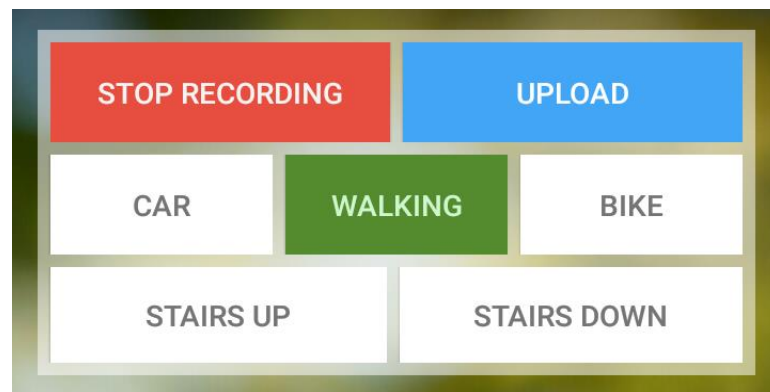 STOP RECORDING
UPLOAD
CAR
WALKING
BIKE
STAIRS UP
STAIRS DOWN